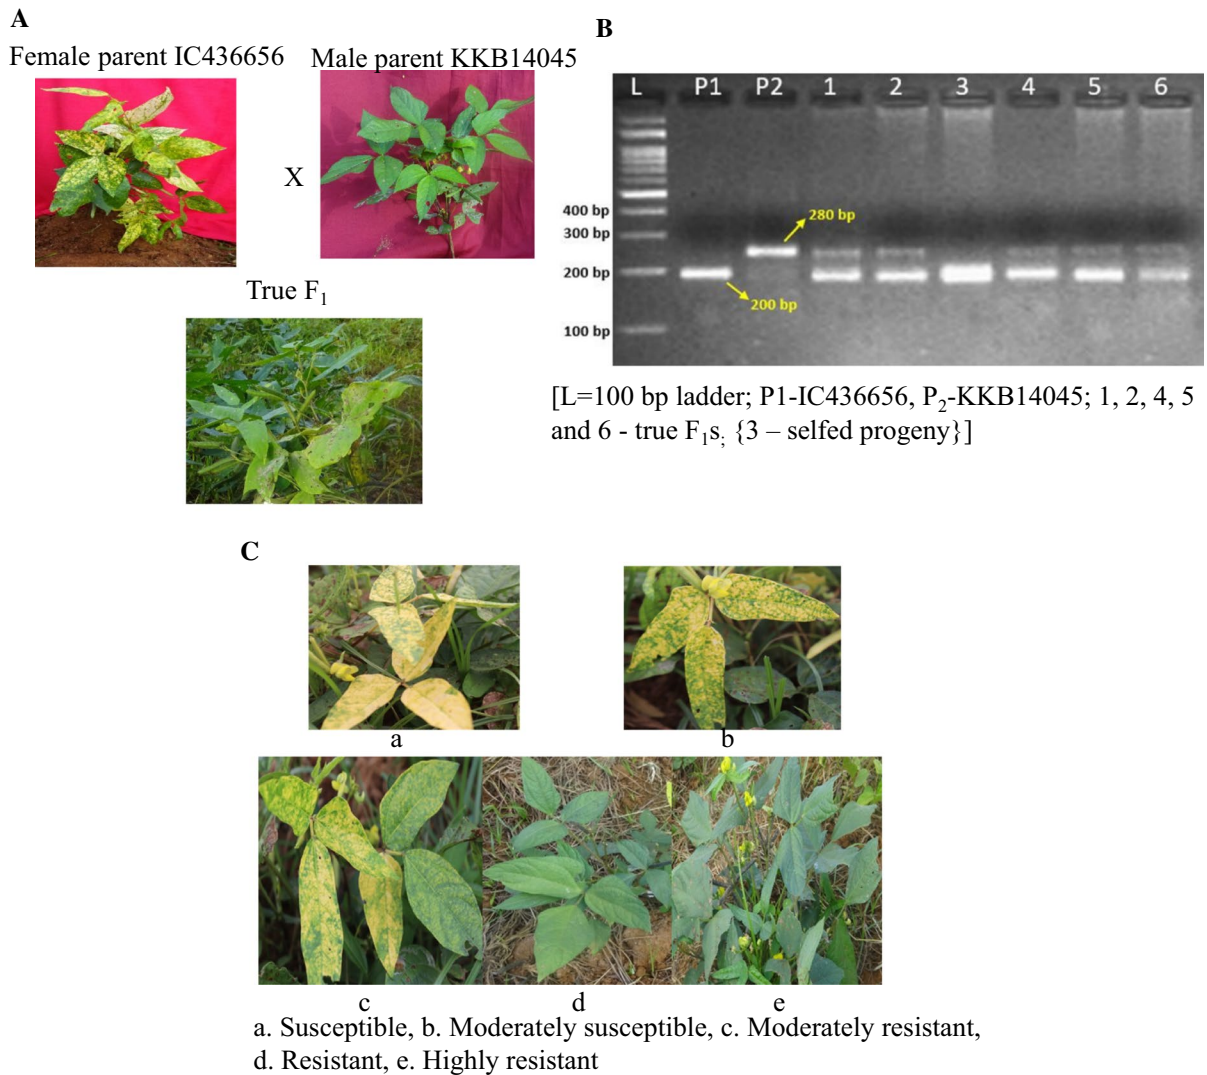 A
Female parent IC436656
Male parent KKB14045
X
True F₁
B
L P1 P2 1 2 3 4 5 6
400 bp
300 bp
200 bp
100 bp
280 bp
200 bp
[L=100 bp ladder; P1-IC436656, P₂-KKB14045; 1, 2, 4, 5
and 6 - true F₁s; {3 – selfed progeny}]
C
a
b
c
d
e
a. Susceptible, b. Moderately susceptible, c. Moderately resistant,
d. Resistant, e. Highly resistant